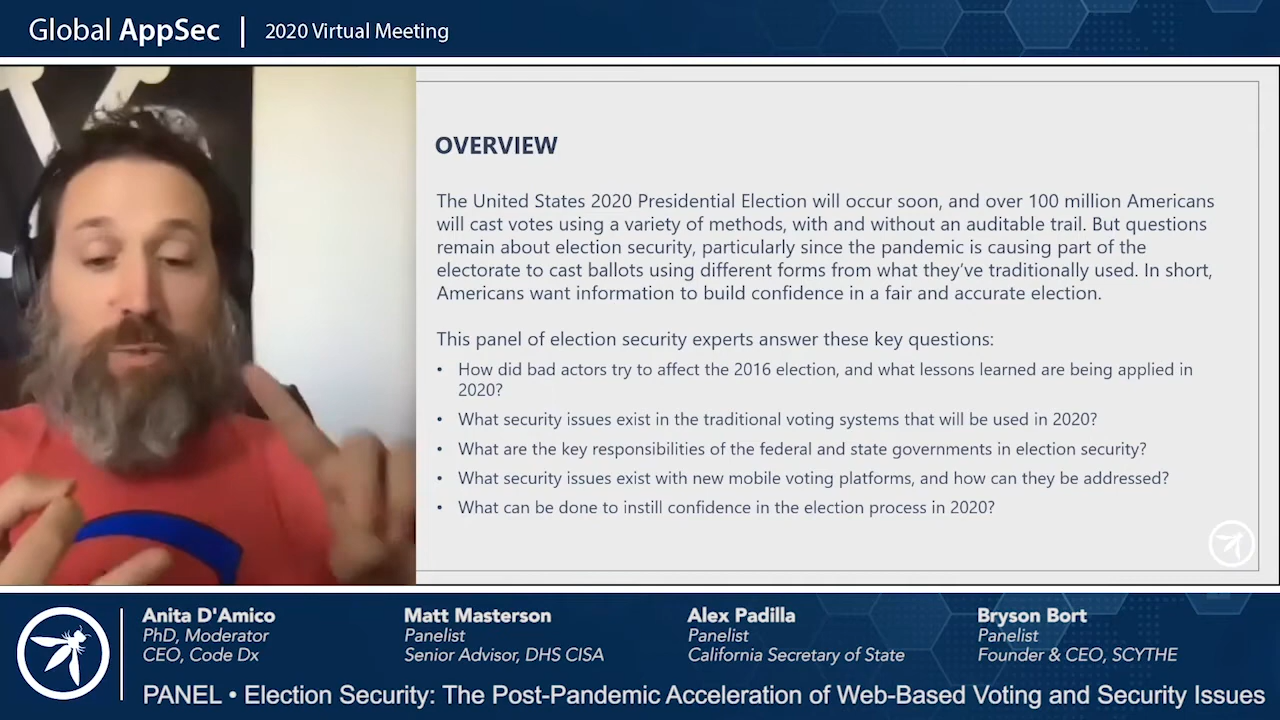 Global AppSec | 2020 Virtual Meeting
OVERVIEW
The United States 2020 Presidential Election will occur soon, and over 100 million Americans
will cast votes using a variety of methods, with and without an auditable trail. But questions
remain about election security, particularly since the pandemic is causing part of the
electorate to cast ballots using different forms from what they've traditionally used. In short,
Americans want information to build confidence in a fair and accurate election.
This panel of election security experts answer these key questions:
• How did bad actors try to affect the 2016 election, and what lessons learned are being applied in
2020?
• What security issues exist in the traditional voting systems that will be used in 2020?
• What are the key responsibilities of the federal and state governments in election security?
• What security issues exist with new mobile voting platforms, and how can they be addressed?
• What can be done to instill confidence in the election process in 2020?
Anita D'Amico
PhD, Moderator
CEO, Code Dx
Matt Masterson
Panelist
Senior Advisor, DHS CISA
Alex Padilla
Panelist
California Secretary of State
Bryson Bort
Panelist
Founder & CEO, SCYTHE
PANEL • Election Security: The Post-Pandemic Acceleration of Web-Based Voting and Security Issues